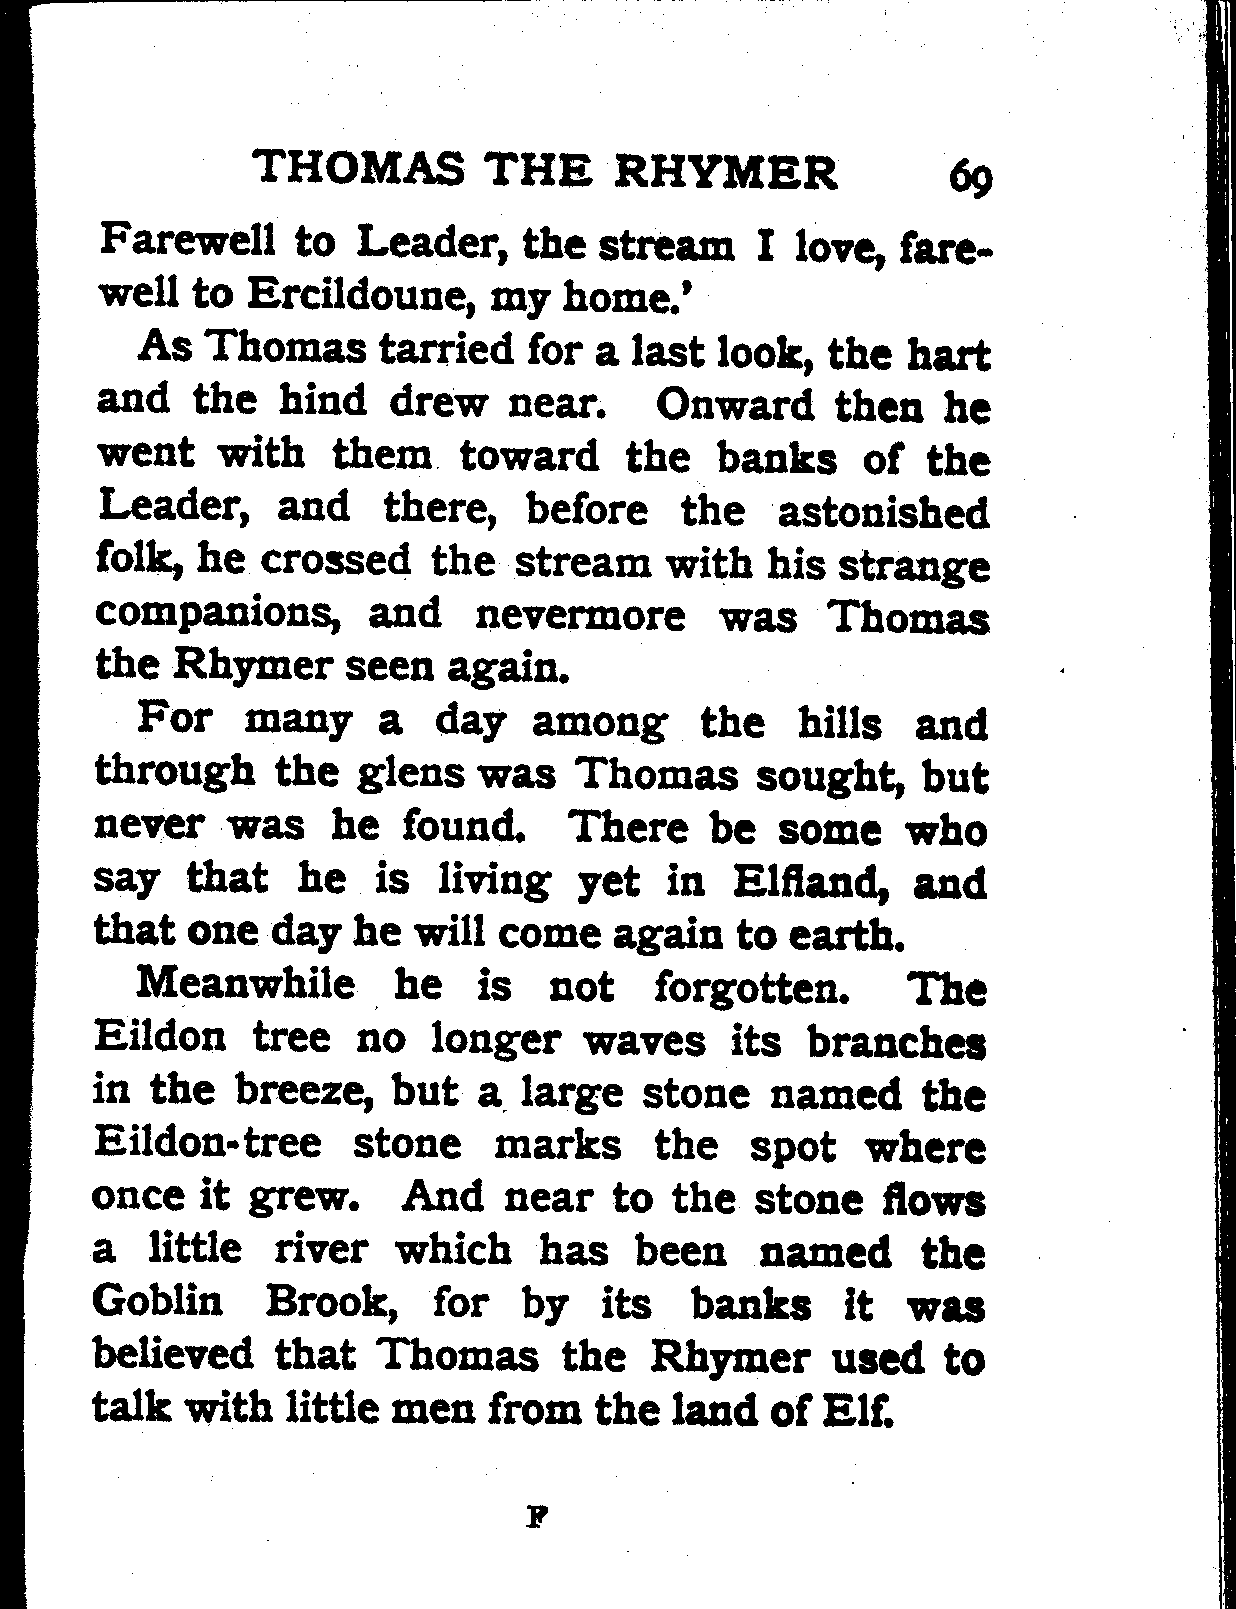 THOMAS THE RHYMER 69
Farewell to Leader, the stream I love, fare-
well to Ercildoune, my home.’
As Thomas tarried for a last look, the hart
and the hind drew near. Onward then he
went with them toward the banks of the
Leader, and there, before the astonished
folk, he crossed the stream with his strange
companions, and nevermore was Thomas
the Rhymer seen again.
For many a day among the hills and
through the glens was Thomas sought, but
never was he found. There be some who
say that he is living yet in Elfland, and
that one day he will come again to earth.
Meanwhile he is not forgotten. The
Eildon tree no longer waves its branches
in the breeze, but a large stone named the
Eildon-tree stone marks the spot where
once it grew. And near to the stone flows
a little river which has been named the
Goblin Brook, for by its banks it was
believed that Thomas the Rhymer used to
talk with little men from the land of Elf.
F